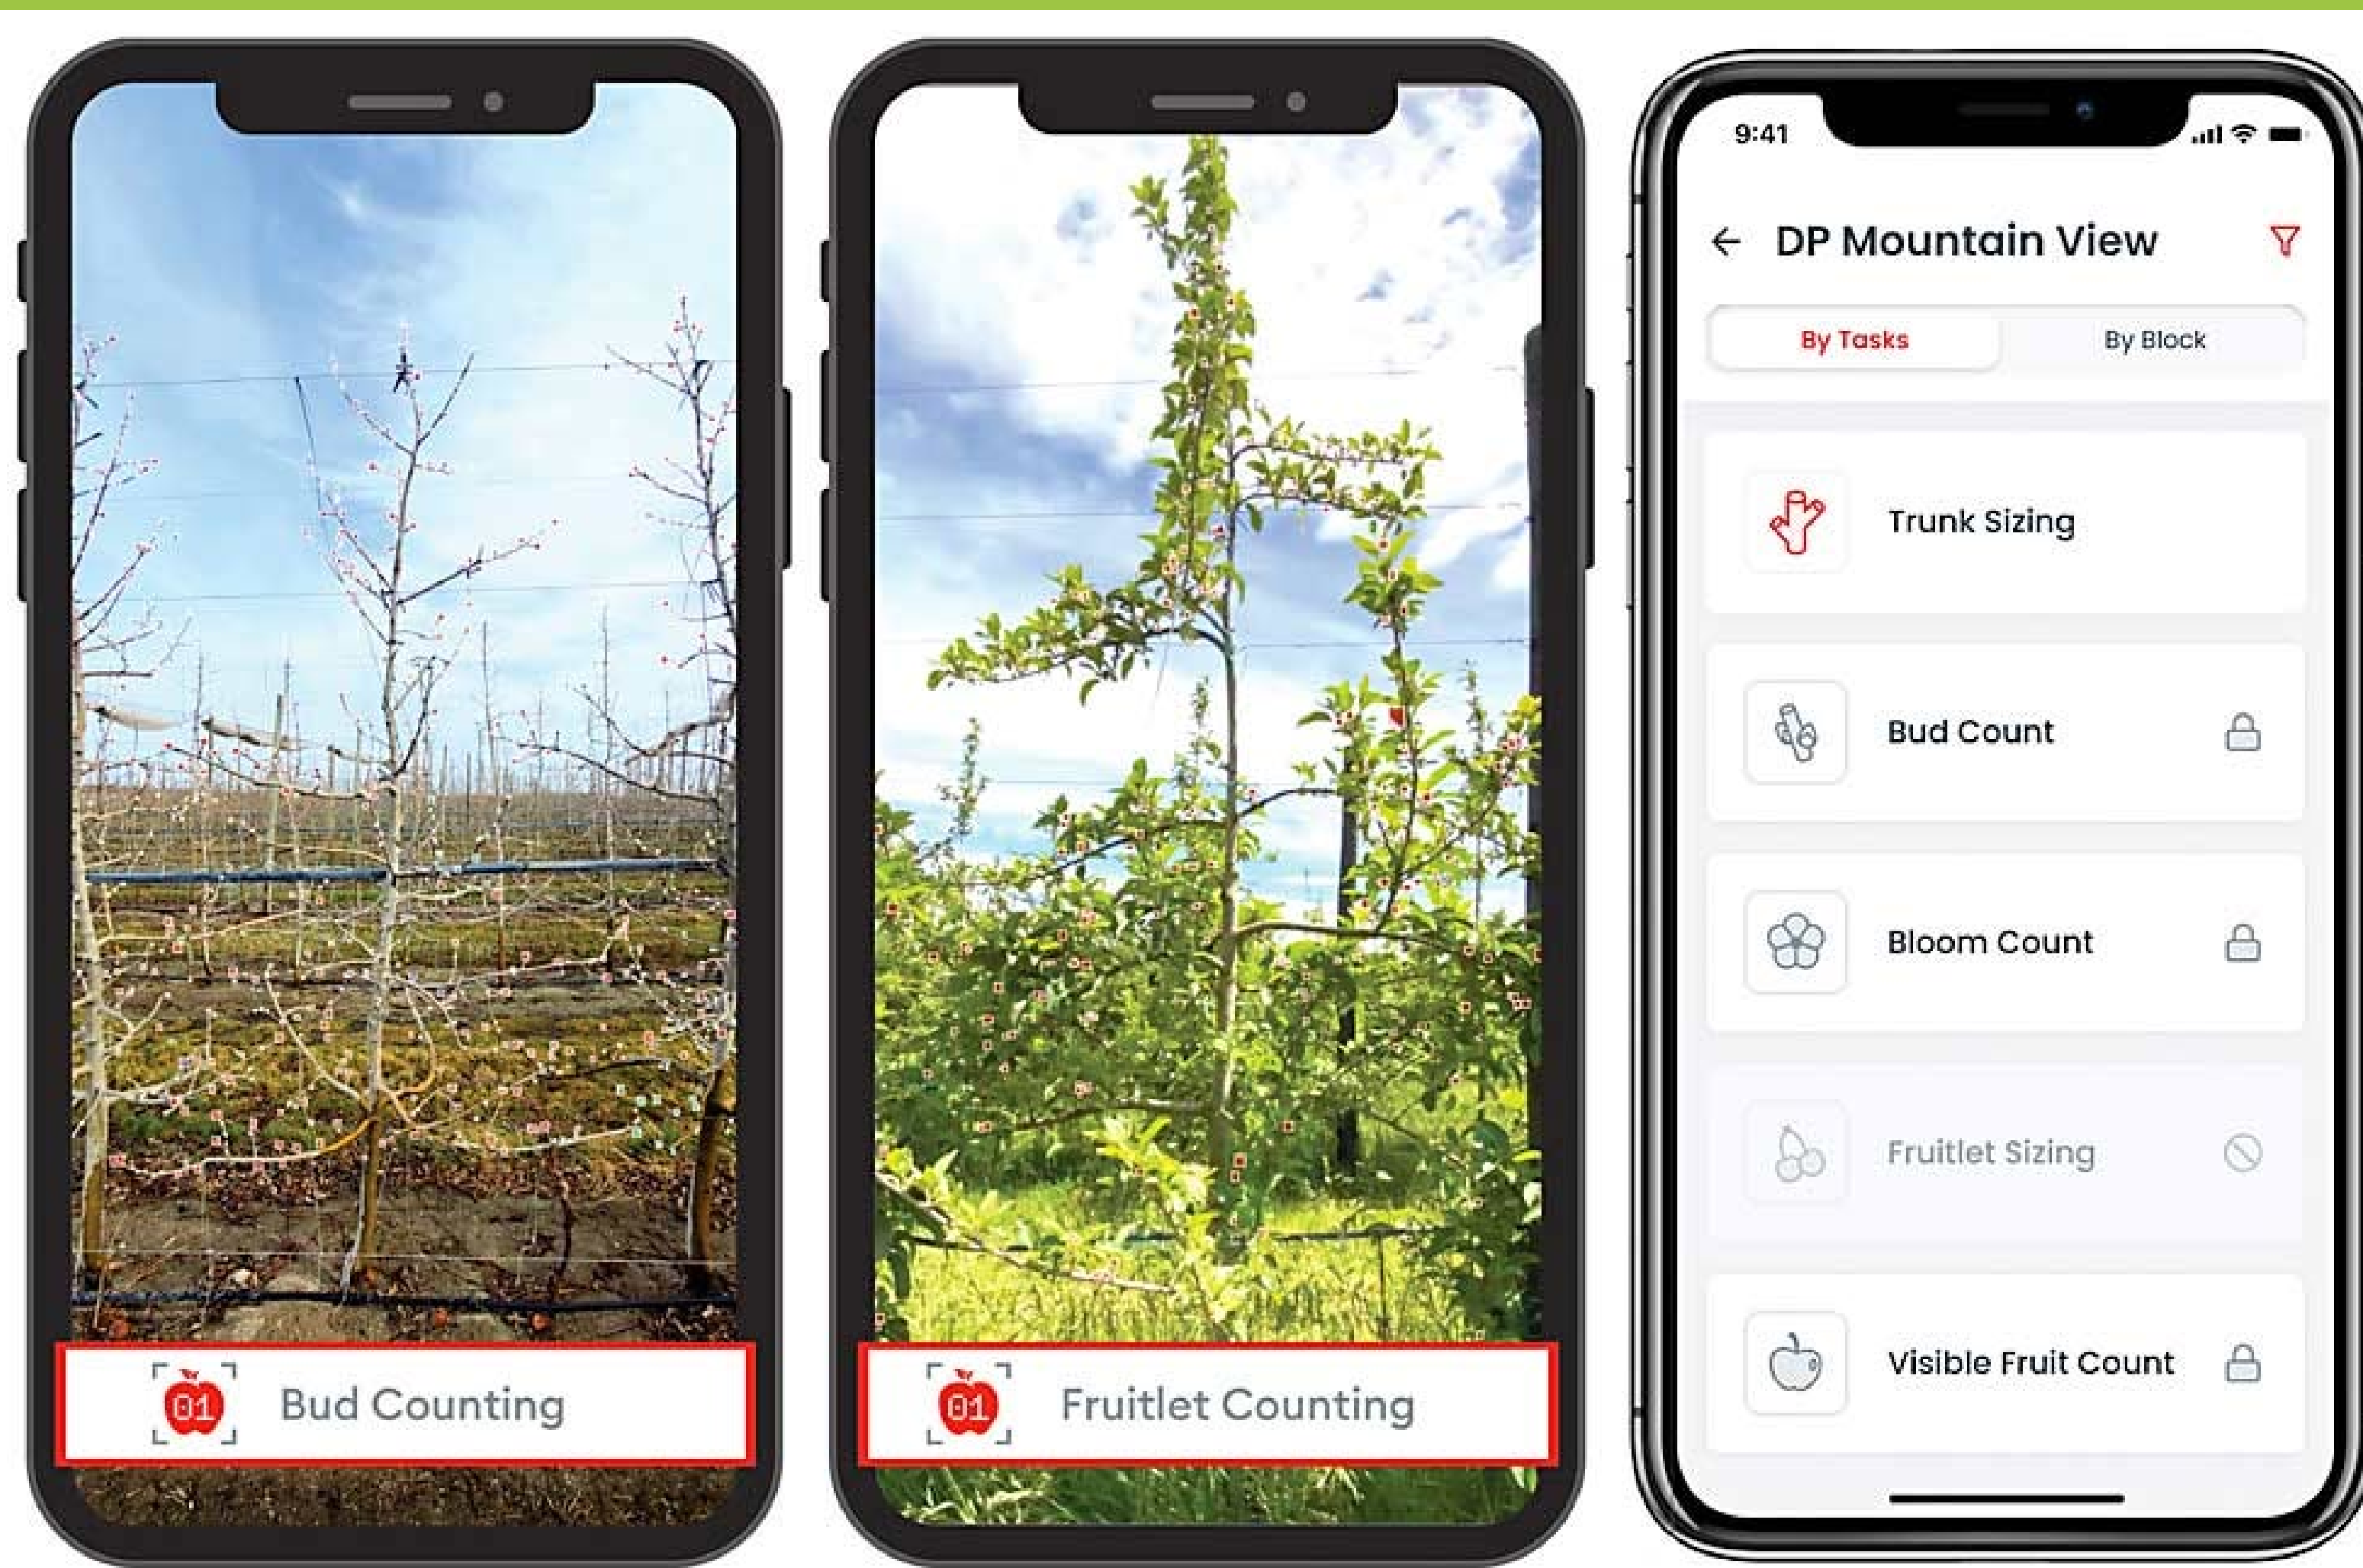 01 Bud Counting
01 Fruitlet Counting
9:41
DP Mountain View
By Tasks By Block
Trunk Sizing
Bud Count
Bloom Count
Fruitlet Sizing
Visible Fruit Count